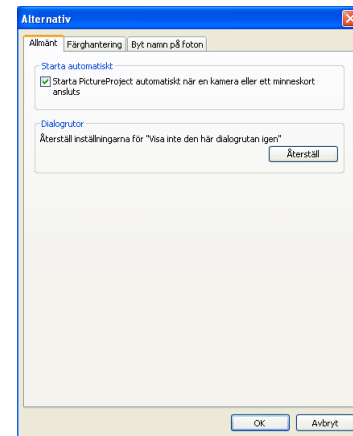 Alternativ
Allmänt Färghantering Byt namn på foton
Starta automatiskt
Starta PictureProject automatiskt när en kamera eller ett minneskort
ansluts
Dialogrutor
Återställ inställningarna för "Visa inte den här dialogrutan igen"
Återställ
OK Avbryt